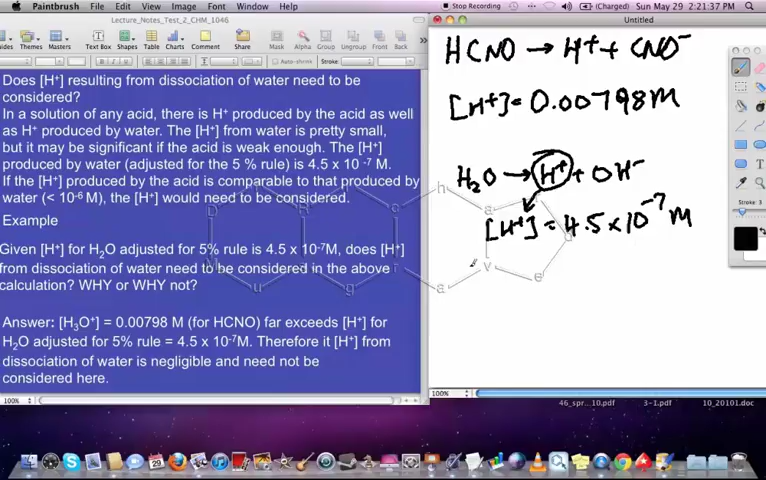 Paintbrush File Edit View Image Font Window Help Stop Recording (Charged) Sun May 29 2:21:37 PM
Lecture_Notes_Test_2_CHM_1046
Untitled
Themes Masters Text Box Shapes Table Charts Comment Share Mask Alpha Group Ungroup Front Back
Auto-shrink Stroke:
Does [H⁺] resulting from dissociation of water need to be
considered?
In a solution of any acid, there is H⁺ produced by the acid as well
as H⁺ produced by water. The [H⁺] from water is pretty small,
but it may be significant if the acid is weak enough. The [H⁺]
produced by water (adjusted for the 5 % rule) is 4.5 x 10 ⁻⁷ M.
If the [H⁺] produced by the acid is comparable to that produced by
water (< 10⁻⁶ M), the [H⁺] would need to be considered.
Example
Given [H⁺] for H₂O adjusted for 5% rule is 4.5 x 10⁻⁷M, does [H⁺]
from dissociation of water need to be considered in the above
calculation? WHY or WHY not?
Answer: [H₃O⁺] = 0.00798 M (for HCNO) far exceeds [H⁺] for
H₂O adjusted for 5% rule = 4.5 x 10⁻⁷M. Therefore it [H⁺] from
dissociation of water is negligible and need not be
considered here.
HCNO → H⁺ + CNO⁻
[H⁺] = 0.00798 M
H₂O → H⁺ + OH⁻
[H⁺] = 4.5 x 10⁻⁷ M
Stroke: 3
100%
100%
46_spr...10.pdf 3-1.pdf 10_20101.doc